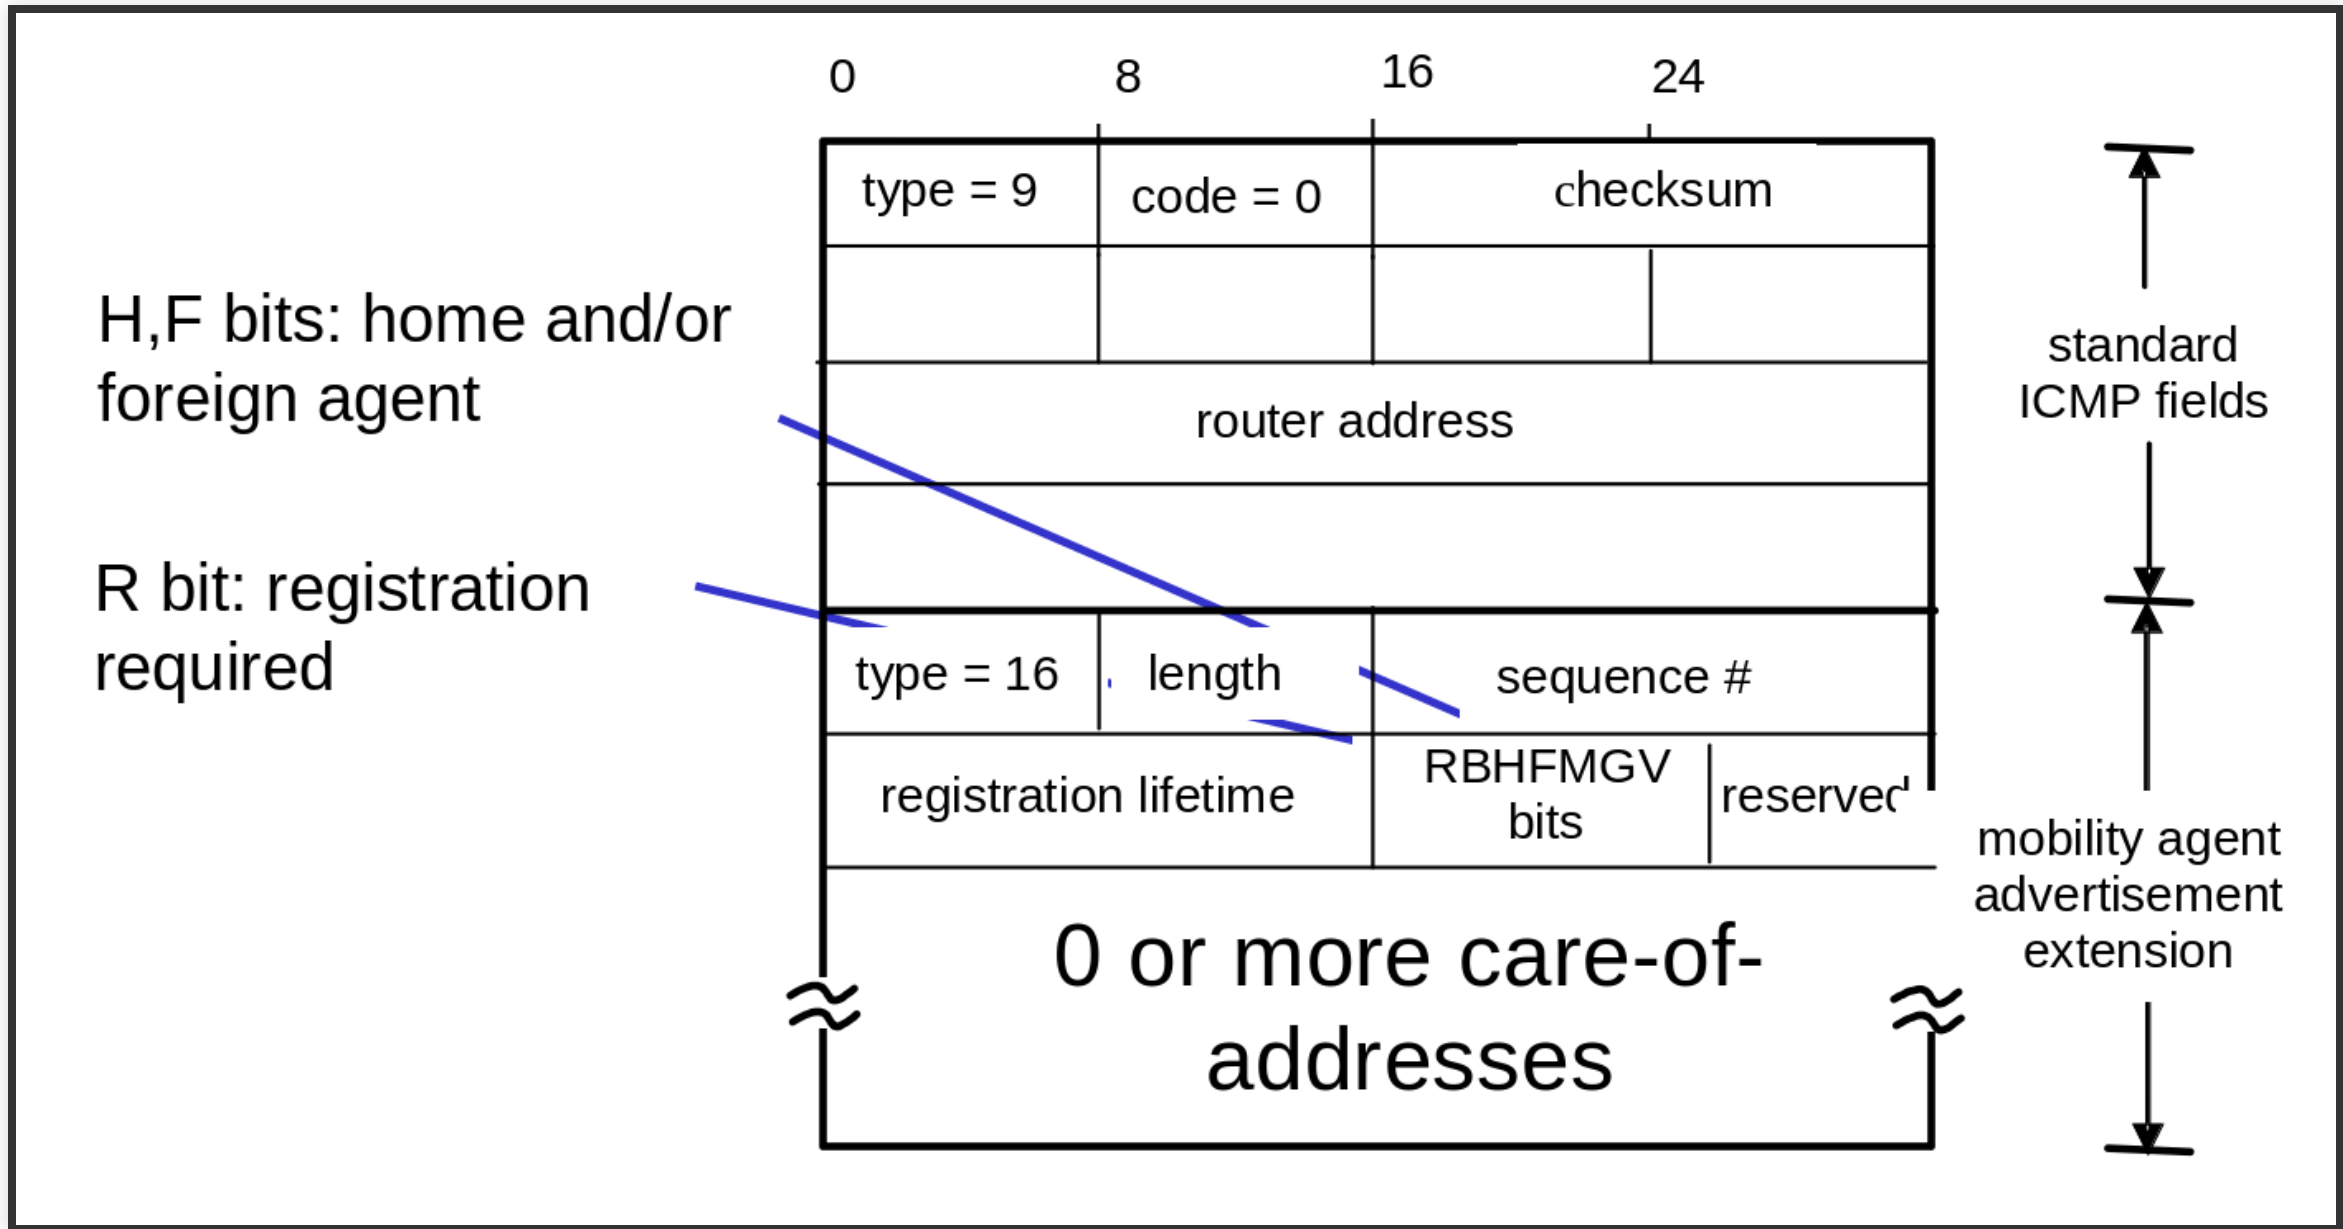 0 8 16 24
type = 9 code = 0 checksum
H,F bits: home and/or
foreign agent
router address
standard
ICMP fields
R bit: registration
required
type = 16 length sequence #
registration lifetime RBHFMGV
bits
reserved
mobility agent
advertisement
extension
0 or more care-of-
addresses